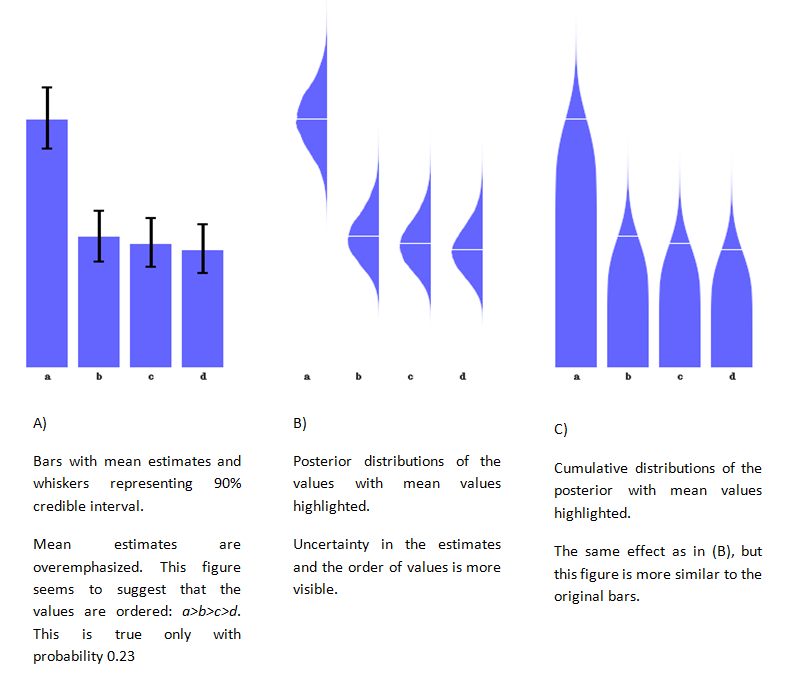 a b c d
a b c d
a b c d
A)
Bars with mean estimates and
whiskers representing 90%
credible interval.
Mean estimates are
overemphasized. This figure
seems to suggest that the
values are ordered: a>b>c>d.
This is true only with
probability 0.23
B)
Posterior distributions of the
values with mean values
highlighted.
Uncertainty in the estimates
and the order of values is more
visible.
C)
Cumulative distributions of the
posterior with mean values
highlighted.
The same effect as in (B), but
this figure is more similar to the
original bars.